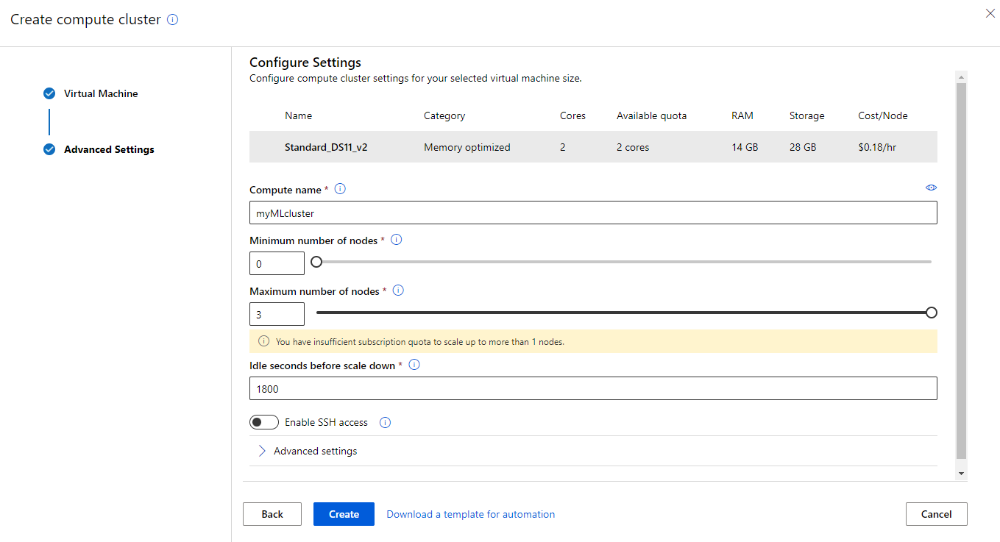 Create compute cluster
Virtual Machine
Advanced Settings
Configure Settings
Configure compute cluster settings for your selected virtual machine size.
Name Category Cores Available quota RAM Storage Cost/Node
Standard_DS11_v2 Memory optimized 2 2 cores 14 GB 28 GB $0.18/hr
Compute name *
myMLcluster
Minimum number of nodes *
0
Maximum number of nodes *
3
You have insufficient subscription quota to scale up to more than 1 nodes.
Idle seconds before scale down *
1800
Enable SSH access
Advanced settings
Back Create Download a template for automation Cancel